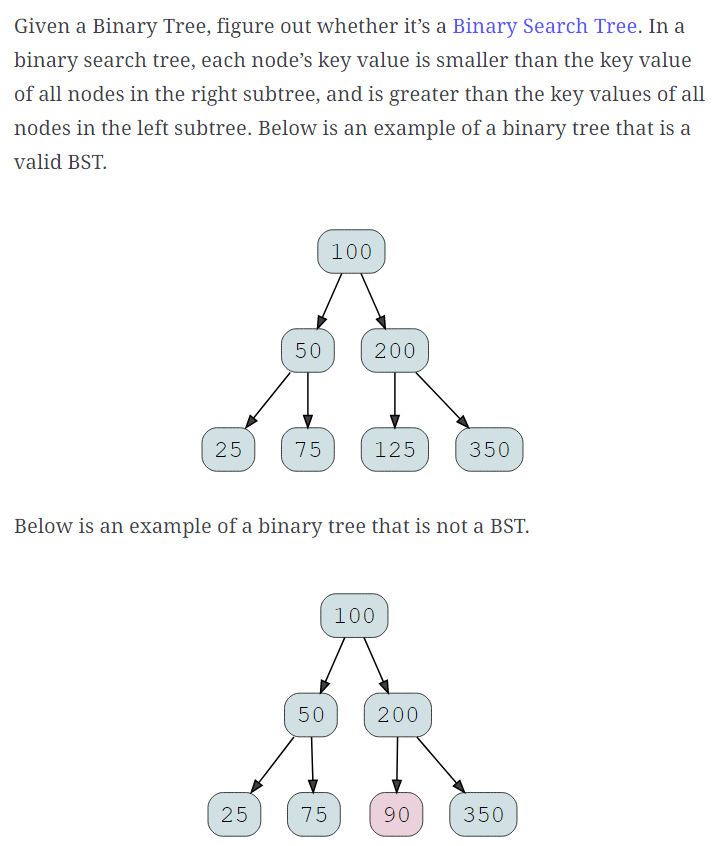 Given a Binary Tree, figure out whether it’s a Binary Search Tree. In a
binary search tree, each node’s key value is smaller than the key value
of all nodes in the right subtree, and is greater than the key values of all
nodes in the left subtree. Below is an example of a binary tree that is a
valid BST.
100
50 200
25 75 125 350
Below is an example of a binary tree that is not a BST.
100
50 200
25 75 90 350